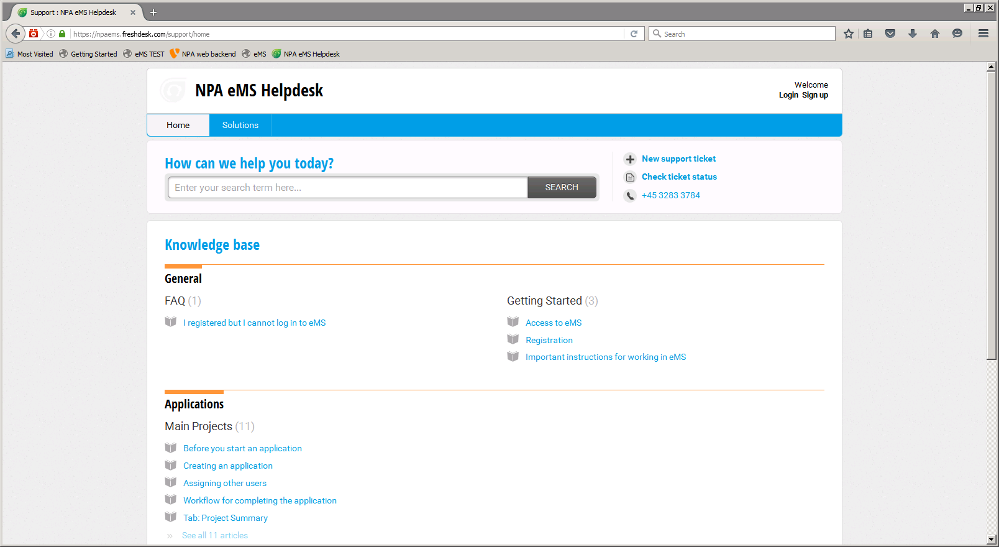 Support : NPA eMS Helpdesk
https://npaems.freshdesk.com/support/home
Search
Most Visited Getting Started eMS TEST NPA web backend eMS NPA eMS Helpdesk
NPA eMS Helpdesk
Welcome
Login Sign up
Home Solutions
How can we help you today?
Enter your search term here... SEARCH
New support ticket
Check ticket status
+45 3283 3784
Knowledge base
General
FAQ (1)
I registered but I cannot log in to eMS
Getting Started (3)
Access to eMS
Registration
Important instructions for working in eMS
Applications
Main Projects (11)
Before you start an application
Creating an application
Assigning other users
Workflow for completing the application
Tab: Project Summary
» See all 11 articles